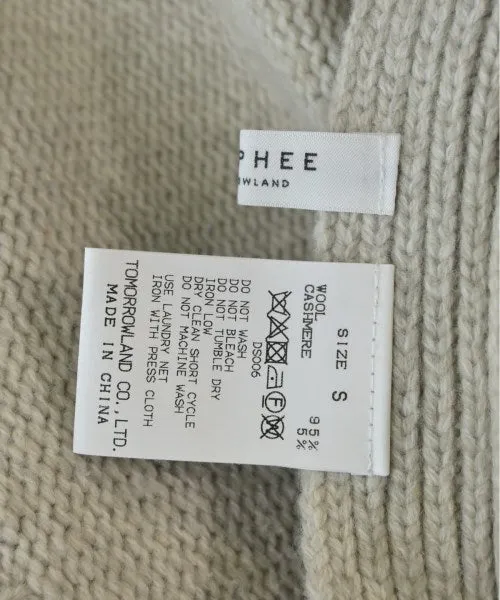 PHEE
WLAND
SIZE S
WOOL 95%
CASHMERE 5%
DS006
DO NOT WASH
DO NOT BLEACH
DO NOT TUMBLE DRY
IRON LOW
DRY CLEAN SHORT CYCLE
DO NOT MACHINE WASH
USE LAUNDRY NET
IRON WITH PRESS CLOTH
TOMORROWLAND CO.,LTD.
MADE IN CHINA